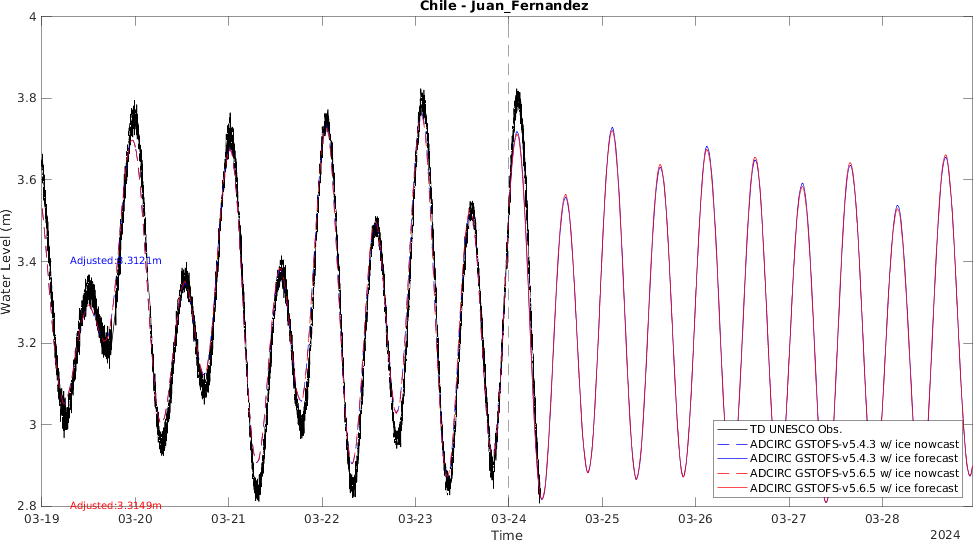 Chile - Juan_Fernandez
4
3.8
3.6
3.4
3.2
3
2.8
Water Level (m)
Adjusted:3.3121m
Adjusted:3.3149m
TD UNESCO Obs.
ADCIRC GSTOFS-v5.4.3 w/ ice nowcast
ADCIRC GSTOFS-v5.4.3 w/ ice forecast
ADCIRC GSTOFS-v5.6.5 w/ ice nowcast
ADCIRC GSTOFS-v5.6.5 w/ ice forecast
03-19 03-20 03-21 03-22 03-23 03-24 03-25 03-26 03-27 03-28
Time
2024